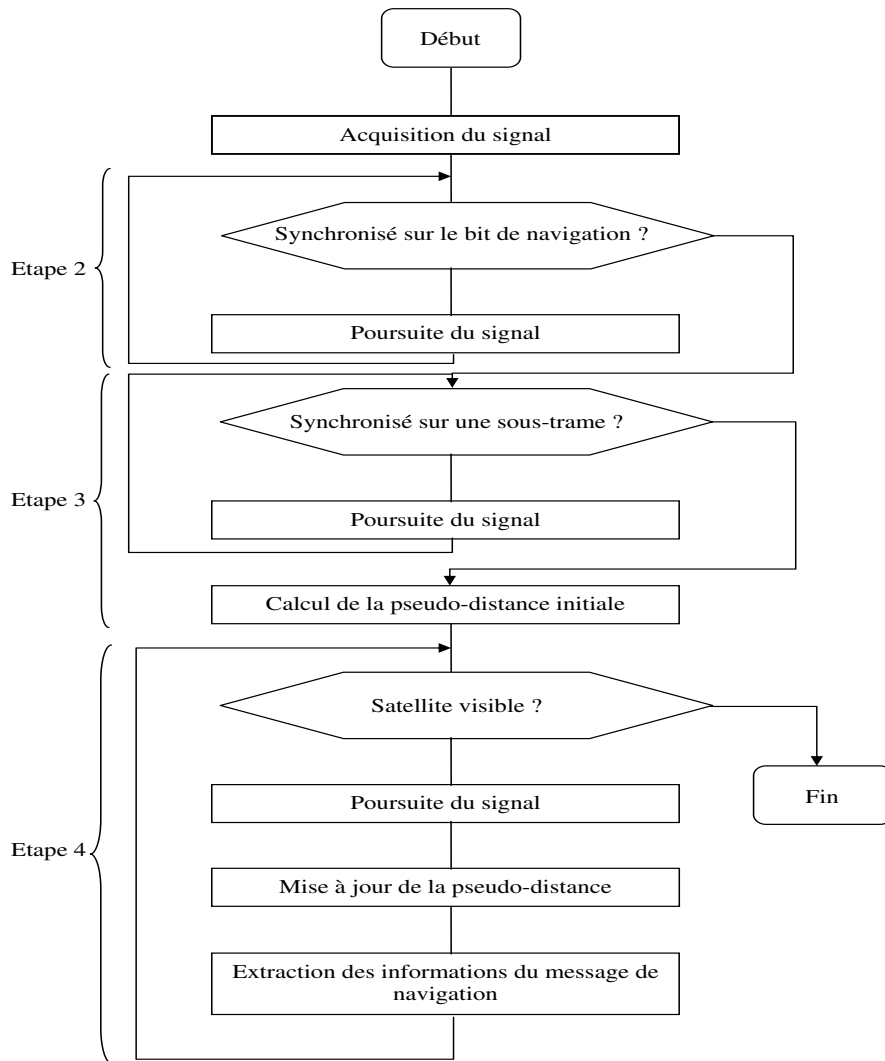 Début
Acquisition du signal
Synchronisé sur le bit de navigation ?
Etape 2
Poursuite du signal
Synchronisé sur une sous-trame ?
Etape 3
Poursuite du signal
Calcul de la pseudo-distance initiale
Satellite visible ?
Poursuite du signal
Fin
Etape 4
Mise à jour de la pseudo-distance
Extraction des informations du message de
navigation